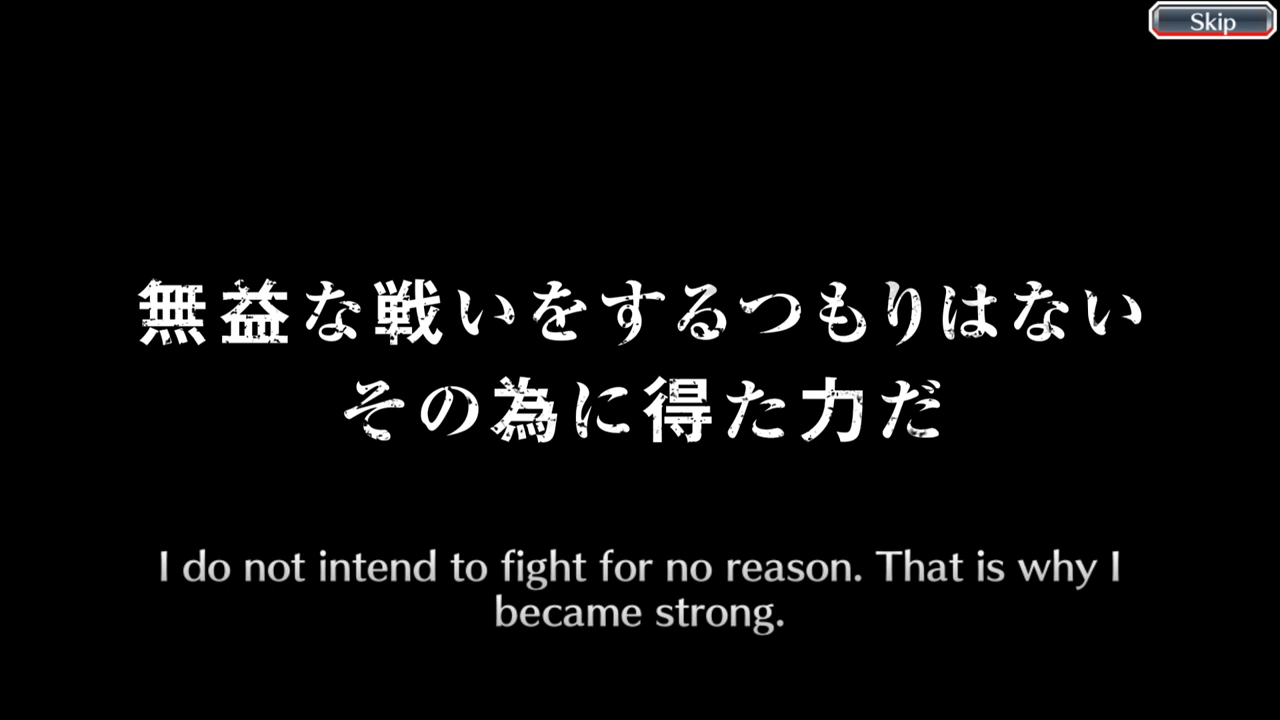 Skip
無益な戦いをするつもりはない
その為に得た力だ
I do not intend to fight for no reason. That is why I
became strong.